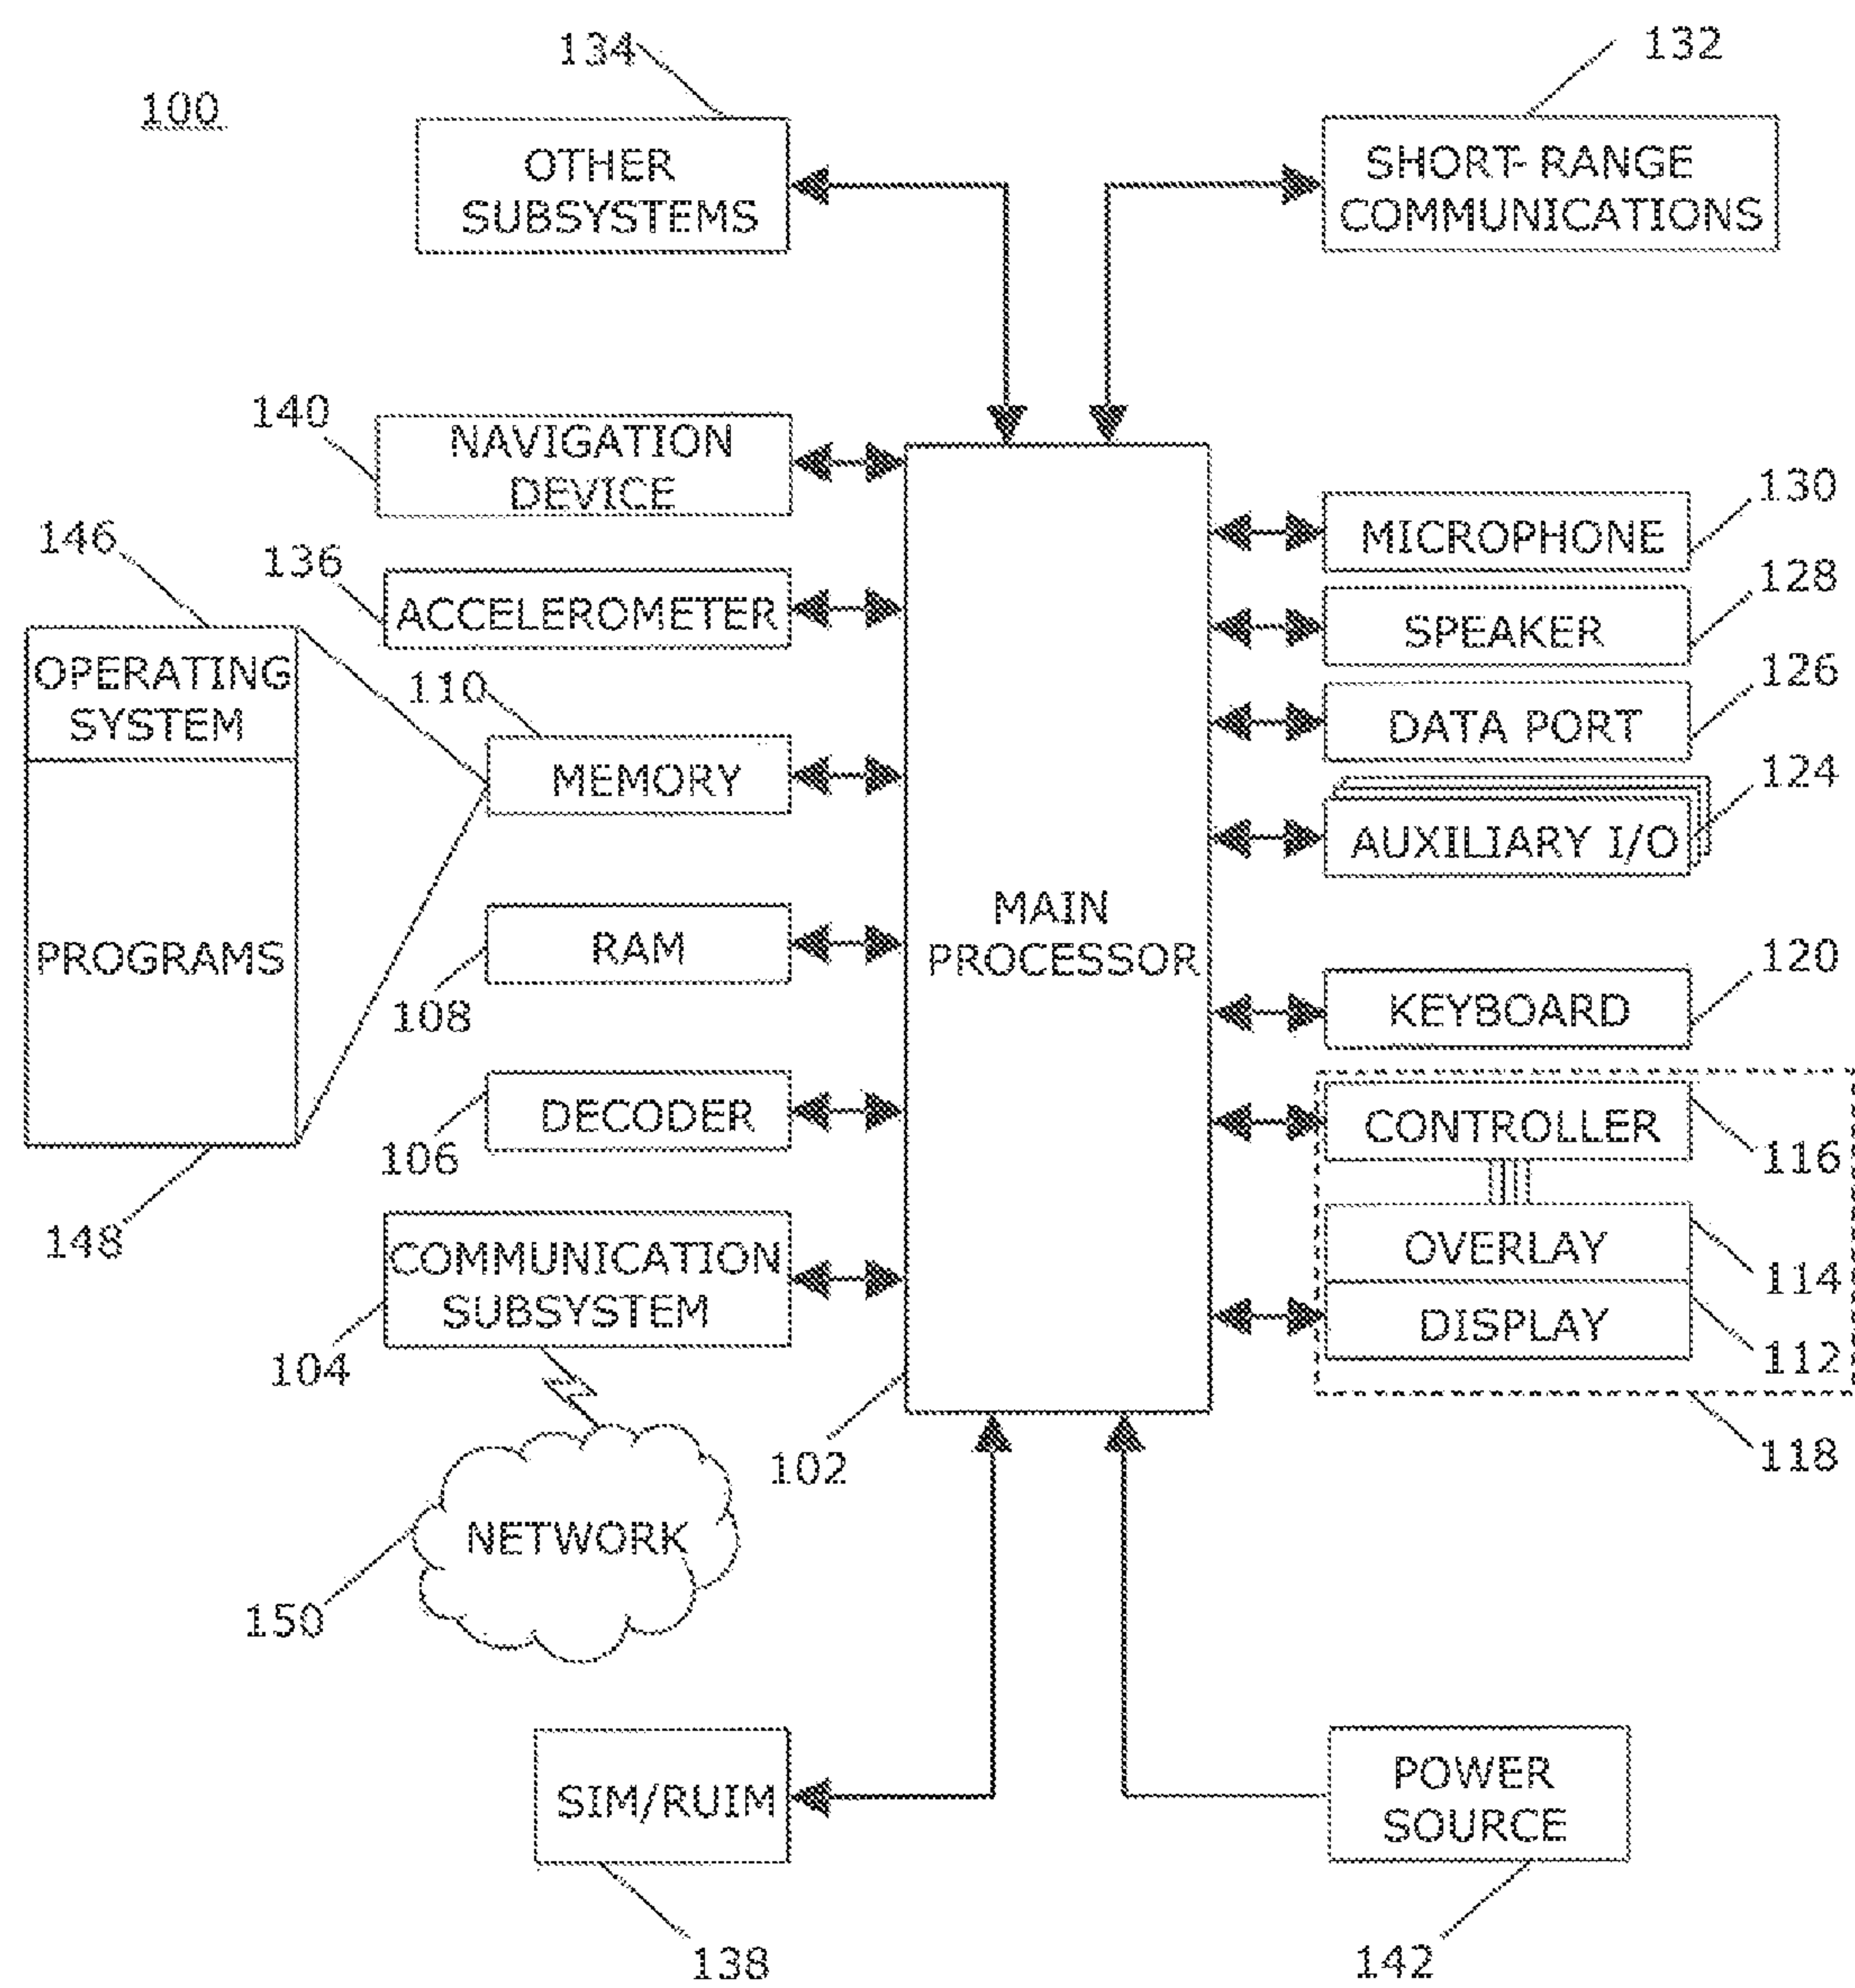 134
132
100
OTHER
SUBSYSTEMS
SHORT-RANGE
COMMUNICATIONS
140
NAVIGATION
DEVICE
130
MICROPHONE
146
136
ACCELEROMETER
128
SPEAKER
OPERATING
SYSTEM
110
MEMORY
126
DATA PORT
124
AUXILIARY I/O
MAIN
PROCESSOR
PROGRAMS
RAM
108
120
KEYBOARD
DECODER
106
CONTROLLER
116
148
COMMUNICATION
SUBSYSTEM
104
OVERLAY
114
DISPLAY
112
102
118
NETWORK
150
SIM/RUIM
138
POWER
SOURCE
142